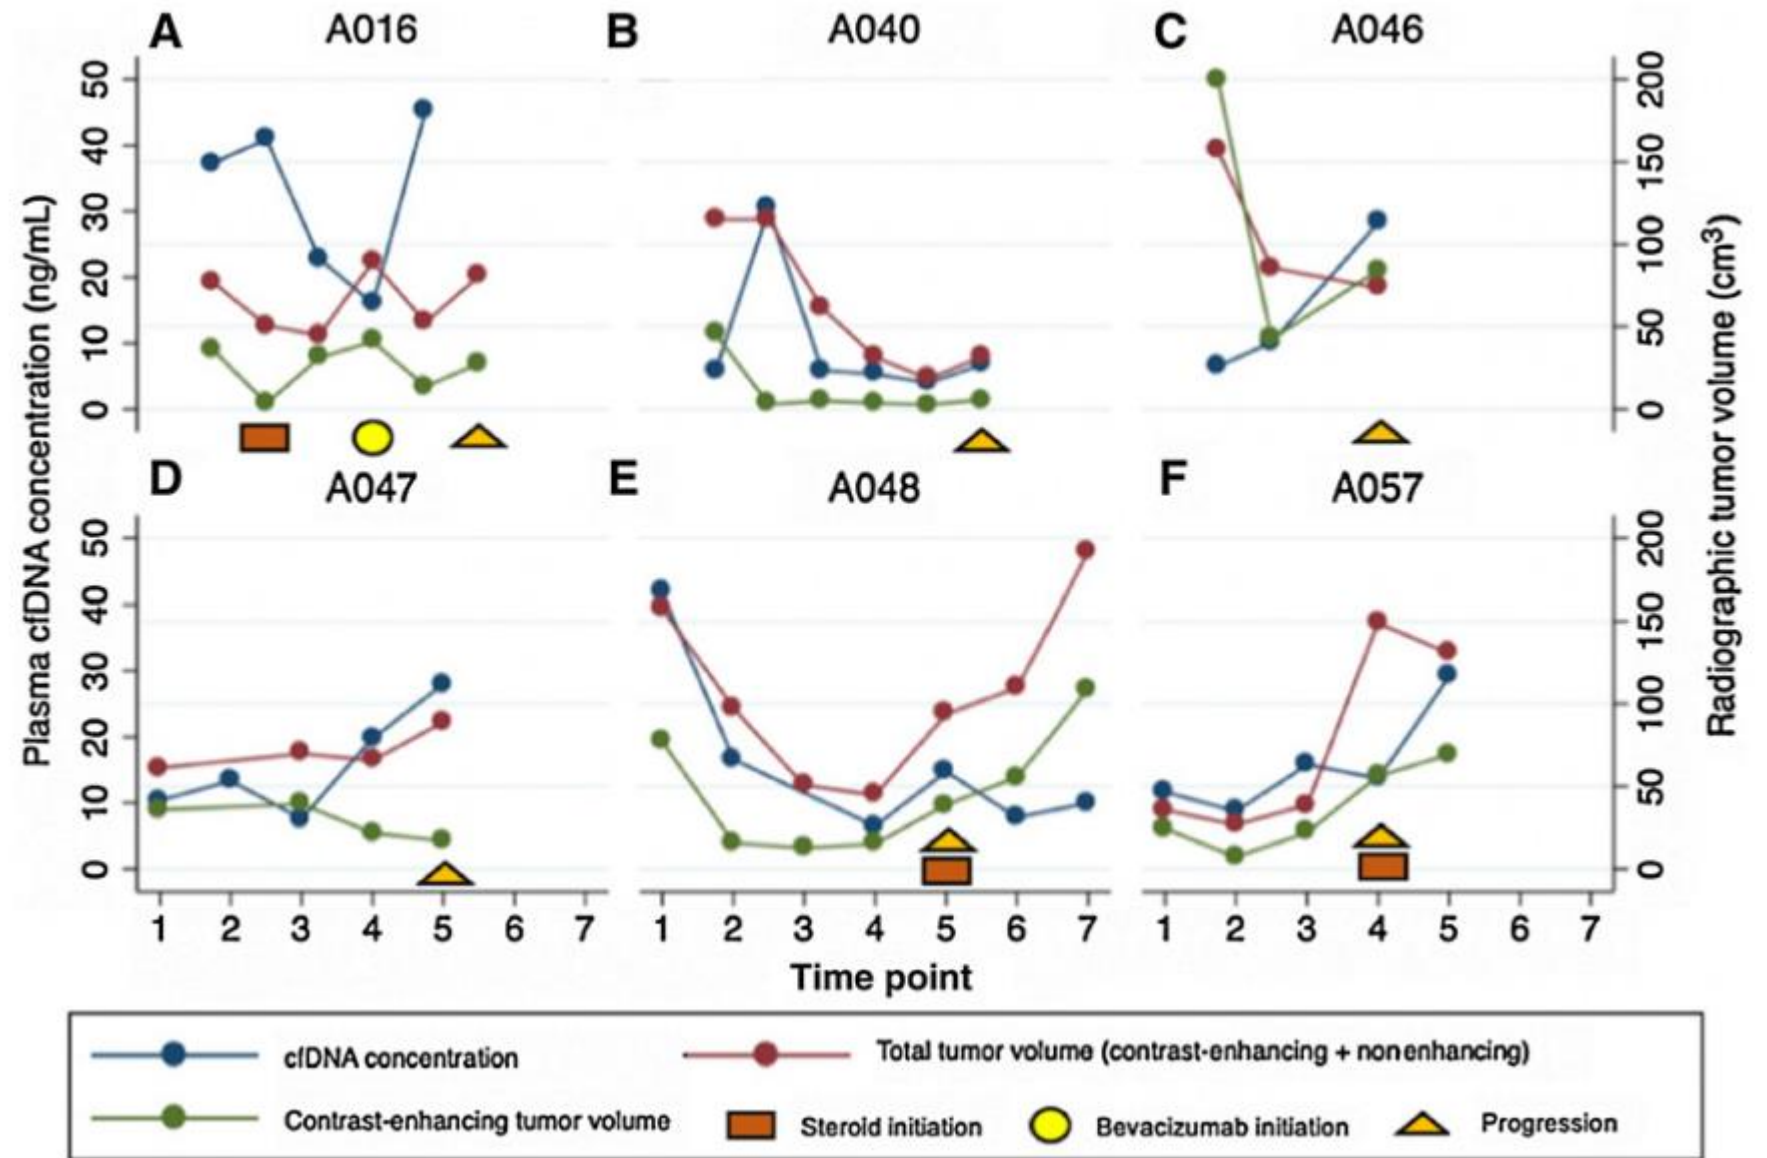 A A016 B A040 C A046
50 40 30 20 10 0
200 150 100 50 0
Plasma cfDNA concentration (ng/mL)
Radiographic tumor volume (cm³)
D A047 E A048 F A057
50 40 30 20 10 0
200 150 100 50 0
1 2 3 4 5 6 7 1 2 3 4 5 6 7 1 2 3 4 5 6 7
Time point
cfDNA concentration Total tumor volume (contrast-enhancing + nonenhancing)
Contrast-enhancing tumor volume Steroid initiation Bevacizumab initiation Progression